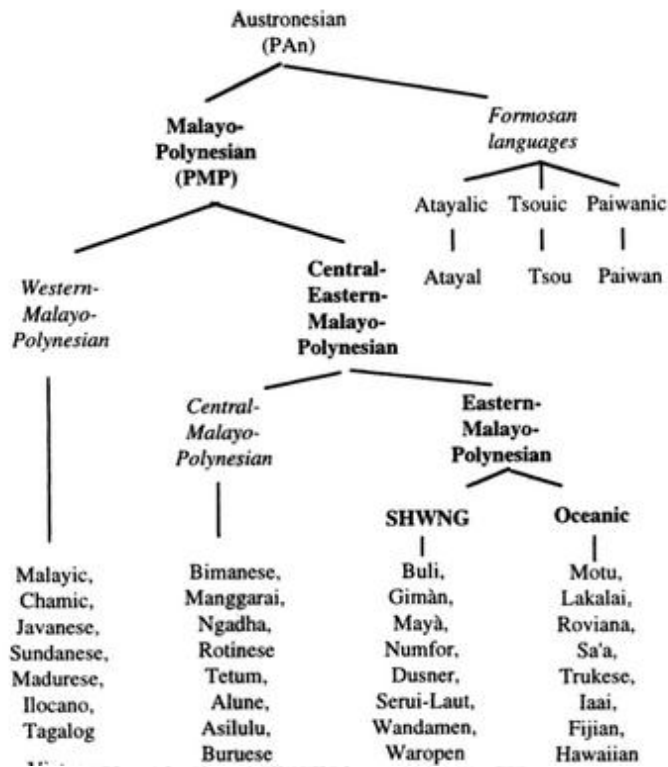 Austronesian
(PAn)
Malayo-
Polynesian
(PMP)
Formosan
languages
Atayalic Tsouic Paiwanic
Atayal Tsou Paiwan
Western-
Malayo-
Polynesian
Central-
Eastern-
Malayo-
Polynesian
Central-
Malayo-
Polynesian
Eastern-
Malayo-
Polynesian
SHWNG Oceanic
Malayic,
Chamic,
Javanese,
Sundanese,
Madurese,
Ilocano,
Tagalog
Bimanese,
Manggarai,
Ngadha,
Rotinese
Tetum,
Alune,
Asilulu,
Buruese
Buli,
Gimàn,
Mayà,
Numfor,
Dusner,
Serui-Laut,
Wandamen,
Waropen
Motu,
Lakalai,
Roviana,
Sa'a,
Trukese,
Iaai,
Fijian,
Hawaiian